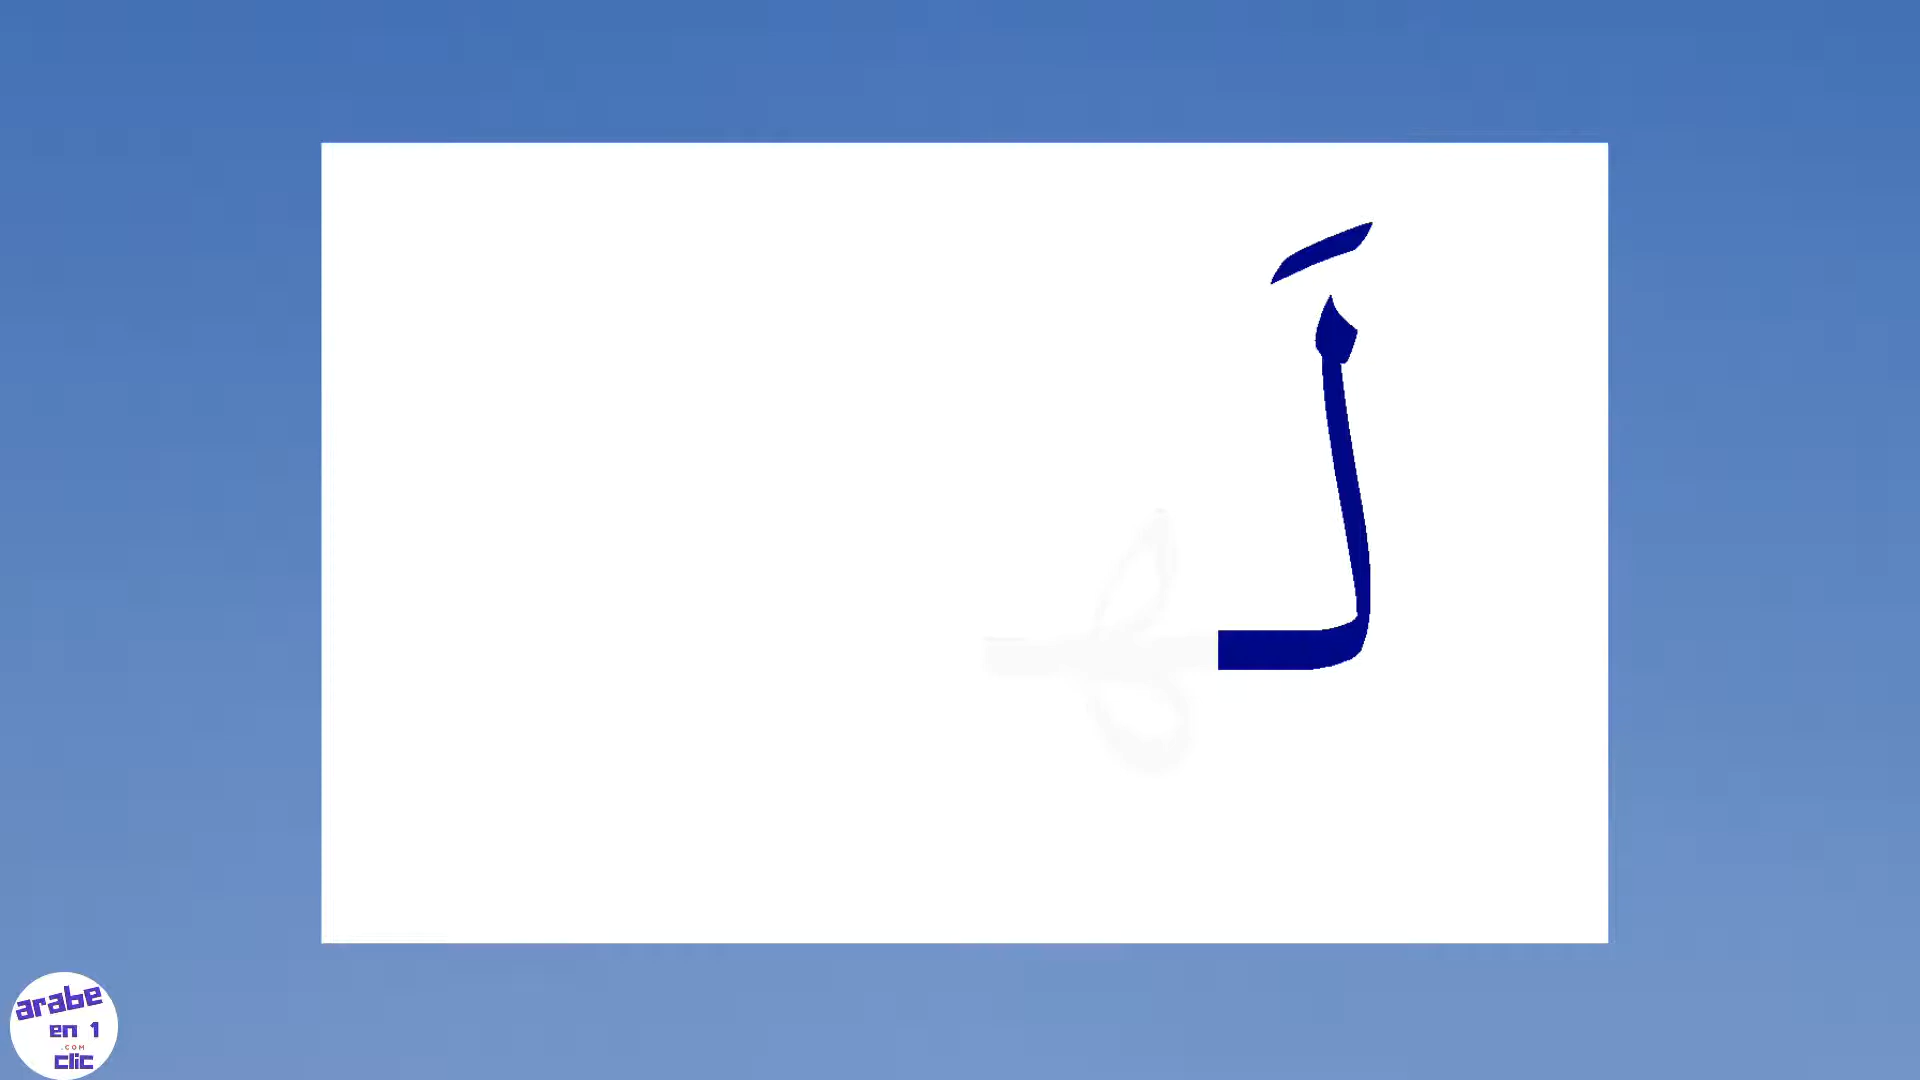 لَـ
arabe
en 1
.COM
clic